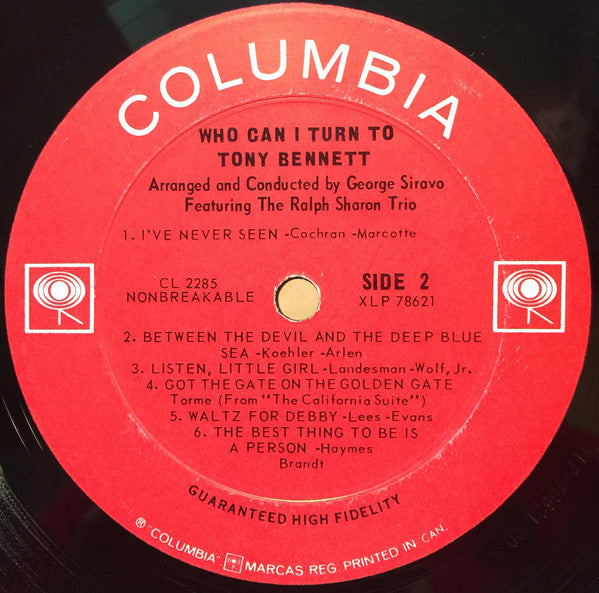 COLUMBIA
WHO CAN I TURN TO
TONY BENNETT
Arranged and Conducted by George Siravo
Featuring The Ralph Sharon Trio
1. I'VE NEVER SEEN -Cochran -Marcotte
CL 2285
NONBREAKABLE
SIDE 2
XLP 78621
2. BETWEEN THE DEVIL AND THE DEEP BLUE
SEA -Koehler -Arlen
3. LISTEN, LITTLE GIRL -Landesman -Wolf, Jr.
4. GOT THE GATE ON THE GOLDEN GATE
Torme (From "The California Suite")
5. WALTZ FOR DEBBY -Lees -Evans
6. THE BEST THING TO BE IS
A PERSON -Haymes
Brandt
GUARANTEED HIGH FIDELITY
® "COLUMBIA" MARCAS REG. PRINTED IN CAN.